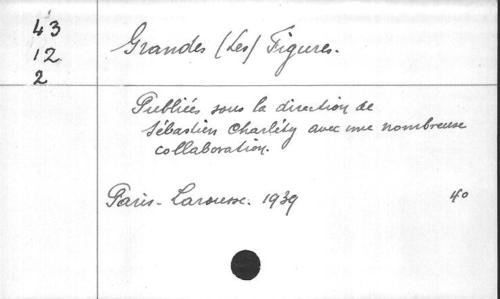 43
12
2
Grandes (Les) Figures.
Publiées sous la direction de
Sébastien Charléty avec une nombreuse
collaboration.
Paris - Larousse. 1939 4o